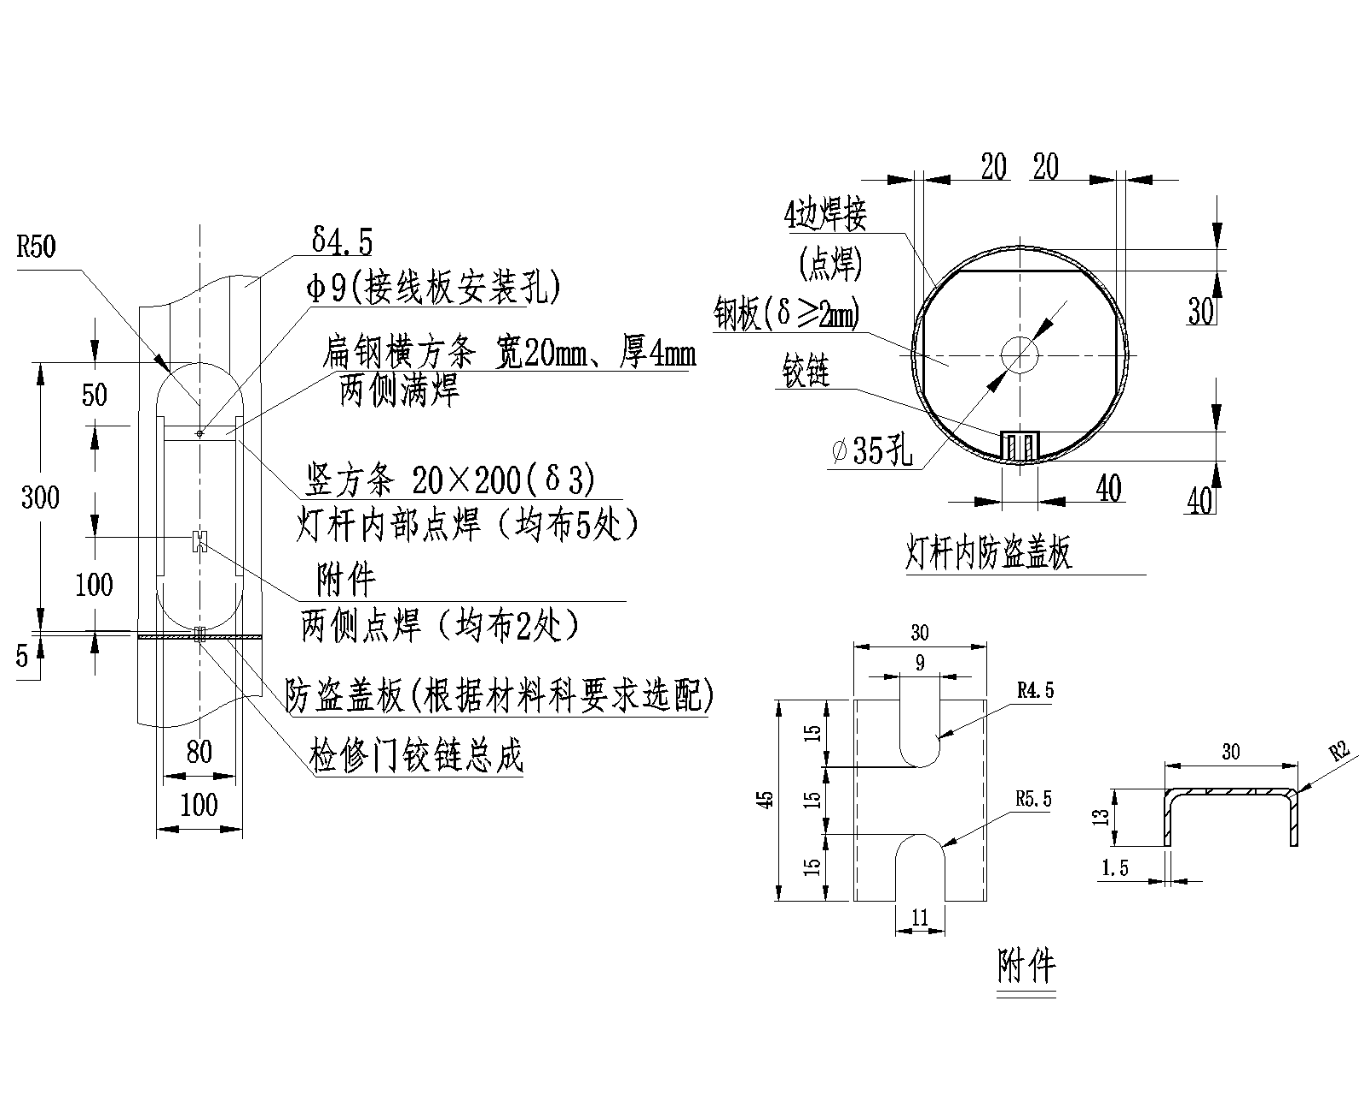 R50
δ4.5
φ9(接线板安装孔)
扁钢横方条 宽20mm、厚4mm
两侧满焊
50
300
竖方条 20×200(δ3)
灯杆内部点焊（均布5处）
附件
100
两侧点焊（均布2处）
5
防盗盖板(根据材料科要求选配)
检修门铰链总成
80
100
20 20
4边焊接
(点焊)
钢板(δ≥2mm)
30
铰链
∅35孔
40
40
灯杆内防盗盖板
30
9
R4.5
15
45
15
R5.5
15
11
30
R2
13
1.5
附件